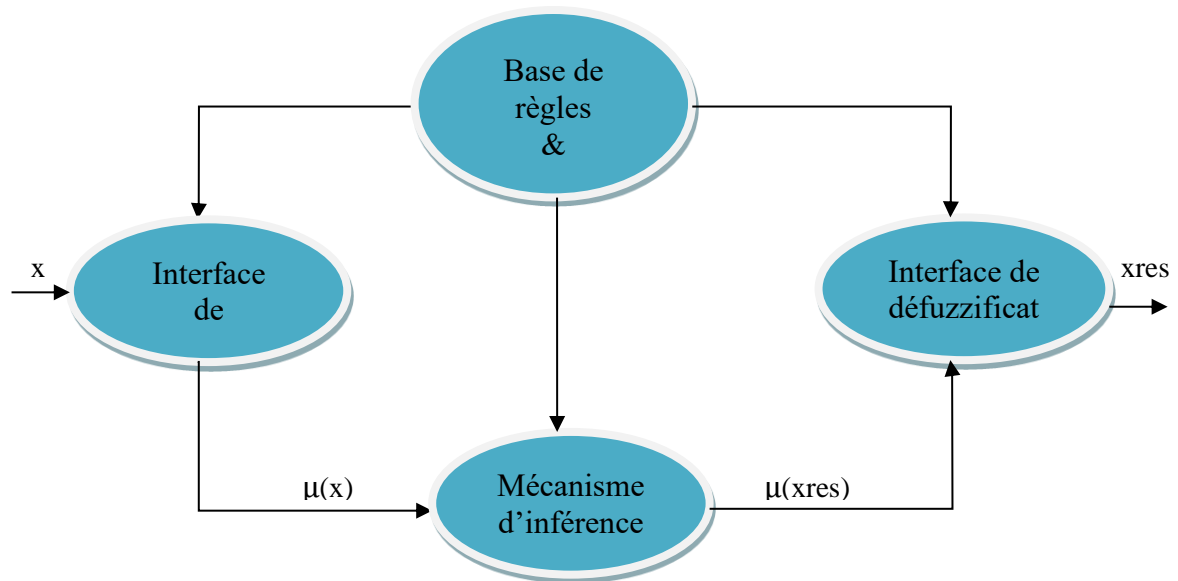 Base de
règles
&
x
Interface
de
Interface de
défuzzificat
xres
μ(x)
Mécanisme
d’inférence
μ(xres)